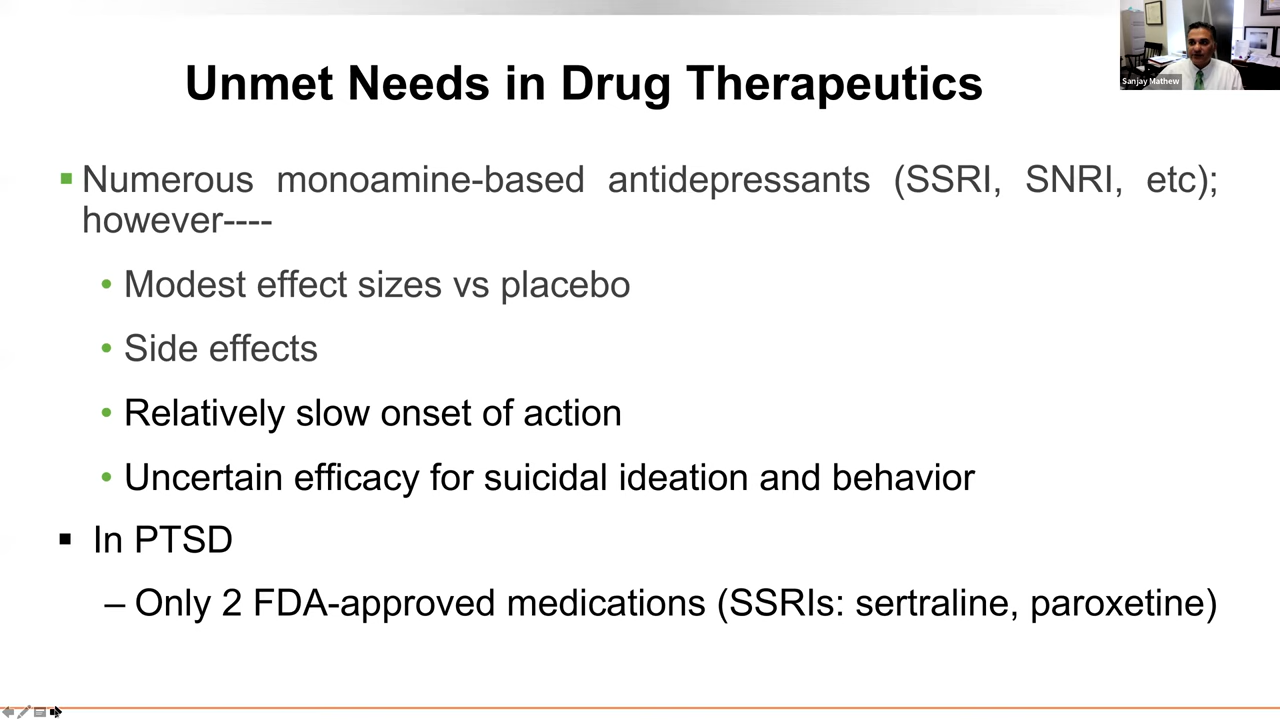 Unmet Needs in Drug Therapeutics
Sanjay Mathew
▪ Numerous monoamine-based antidepressants (SSRI, SNRI, etc);
however----
• Modest effect sizes vs placebo
• Side effects
• Relatively slow onset of action
• Uncertain efficacy for suicidal ideation and behavior
▪ In PTSD
– Only 2 FDA-approved medications (SSRIs: sertraline, paroxetine)